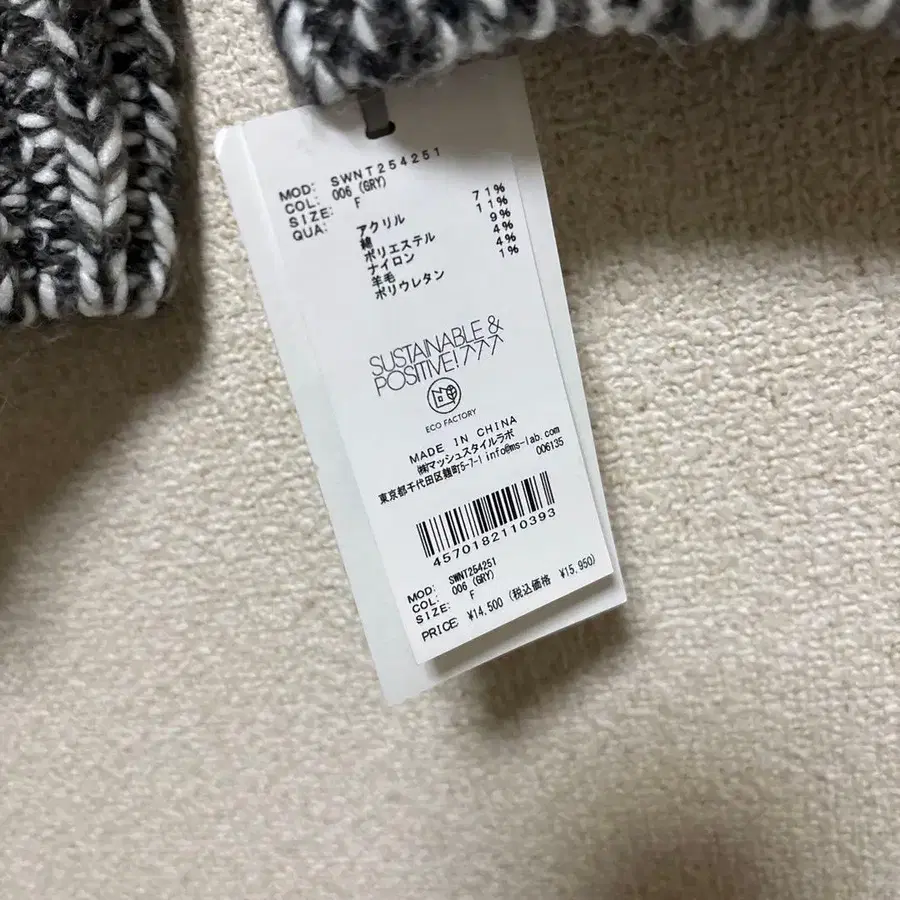 MOD: SWNT254251
COL: 006 (GRY)
SIZE: F
QUA: アクリル 71%
綿 11%
ポリエステル 9%
ナイロン 4%
羊毛 4%
ポリウレタン 1%
SUSTAINABLE &
POSITIVE! 777
ECO FACTORY
MADE IN CHINA
㈱マッシュスタイルラボ
東京都千代田区麹町5-7-1 info@ms-lab.com
006135
4570182110393
MOD: SWNT254251
COL: 006 (GRY)
SIZE: F
PRICE: ¥14,500 (税込価格 ¥15,950)